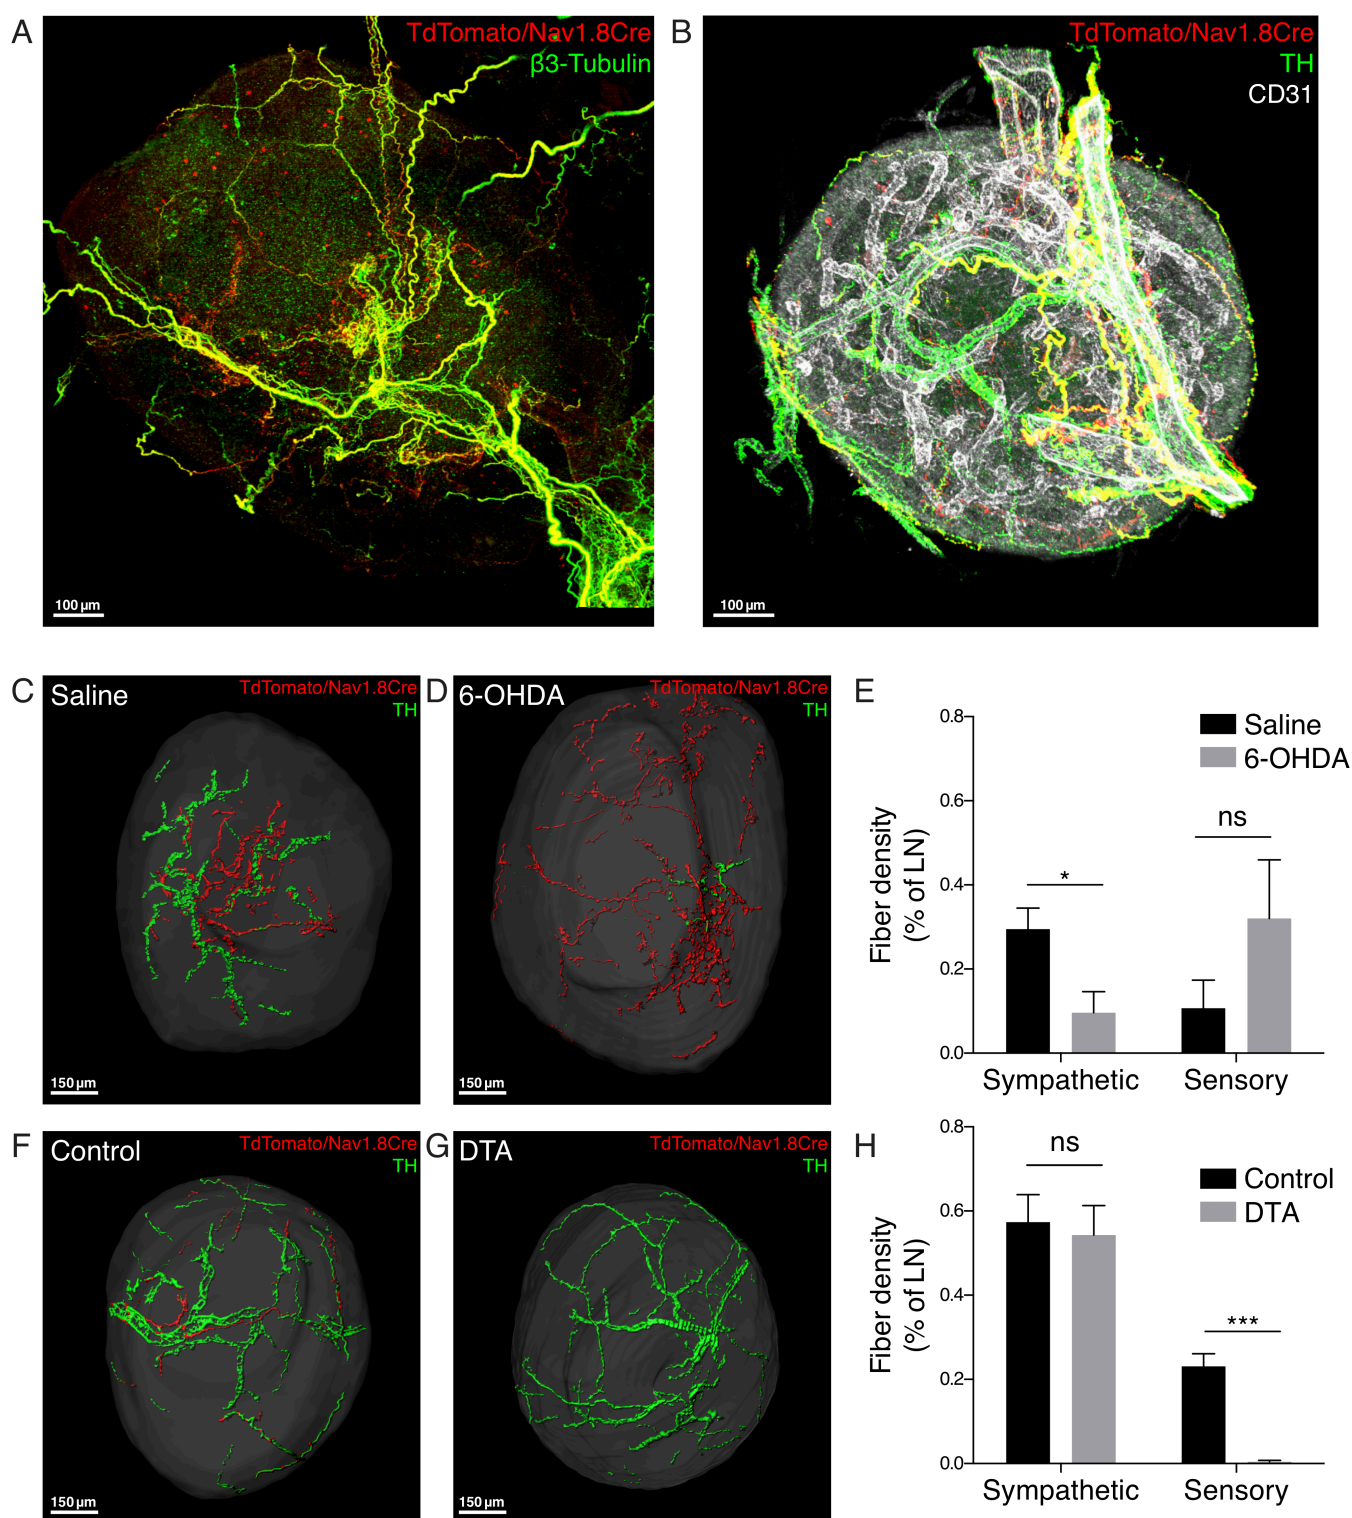 A
TdTomato/Nav1.8Cre
β3-Tubulin
100 µm
B
TdTomato/Nav1.8Cre
TH
CD31
100 µm
C
Saline
TdTomato/Nav1.8Cre
TH
150 µm
D
6-OHDA
TdTomato/Nav1.8Cre
TH
150 µm
E
Saline
6-OHDA
Fiber density
(% of LN)
0.8
0.6
0.4
0.2
0.0
*
ns
Sympathetic
Sensory
F
Control
TdTomato/Nav1.8Cre
TH
150 µm
G
DTA
TdTomato/Nav1.8Cre
TH
150 µm
H
Control
DTA
Fiber density
(% of LN)
0.8
0.6
0.4
0.2
0.0
ns
***
Sympathetic
Sensory